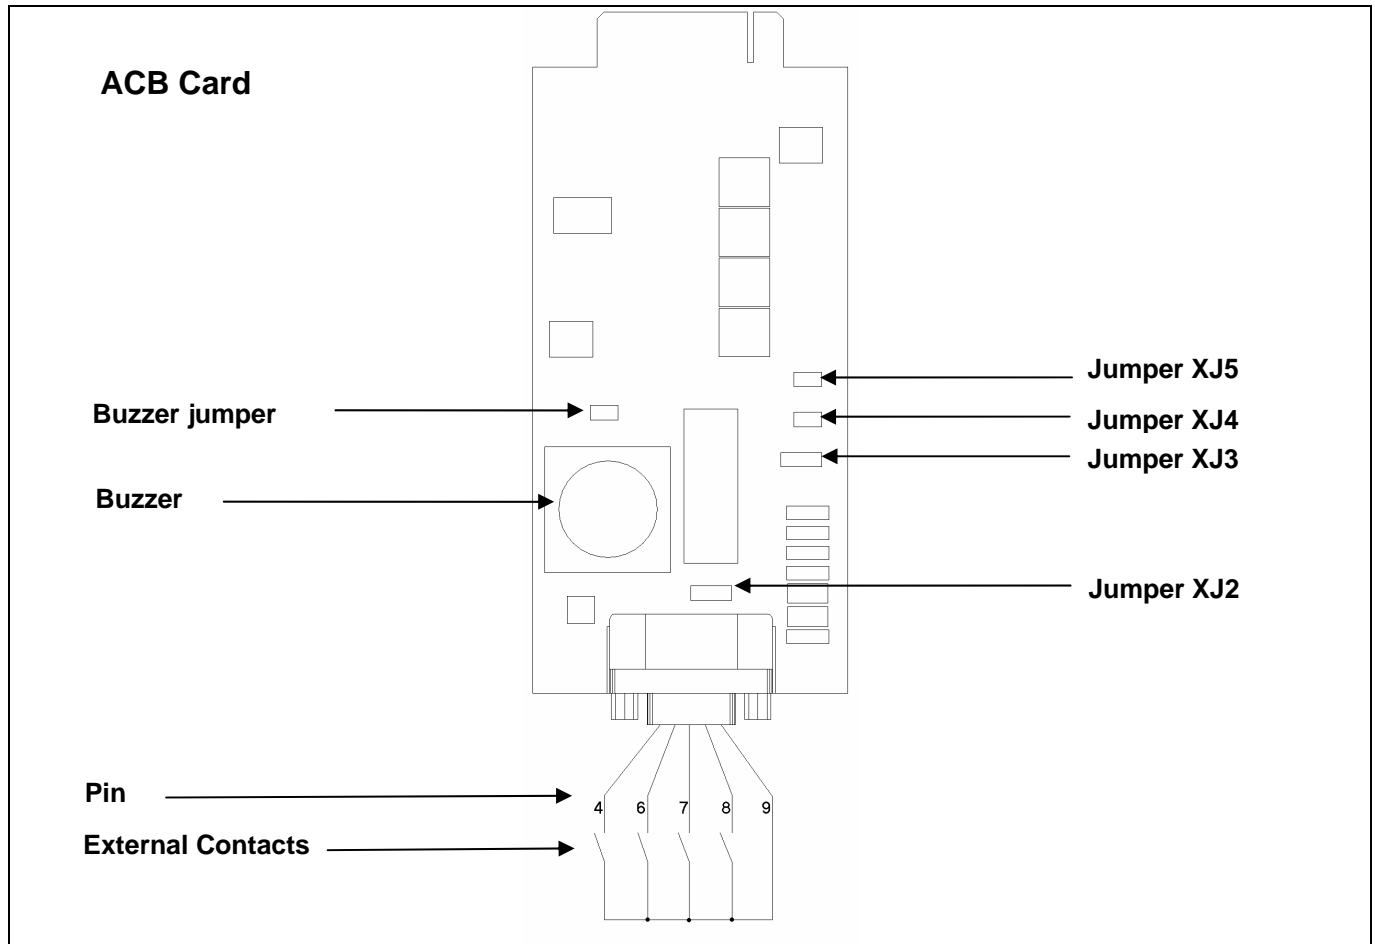 ACB Card
Jumper XJ5
Buzzer jumper
Jumper XJ4
Jumper XJ3
Buzzer
Jumper XJ2
Pin
4 6 7 8 9
External Contacts